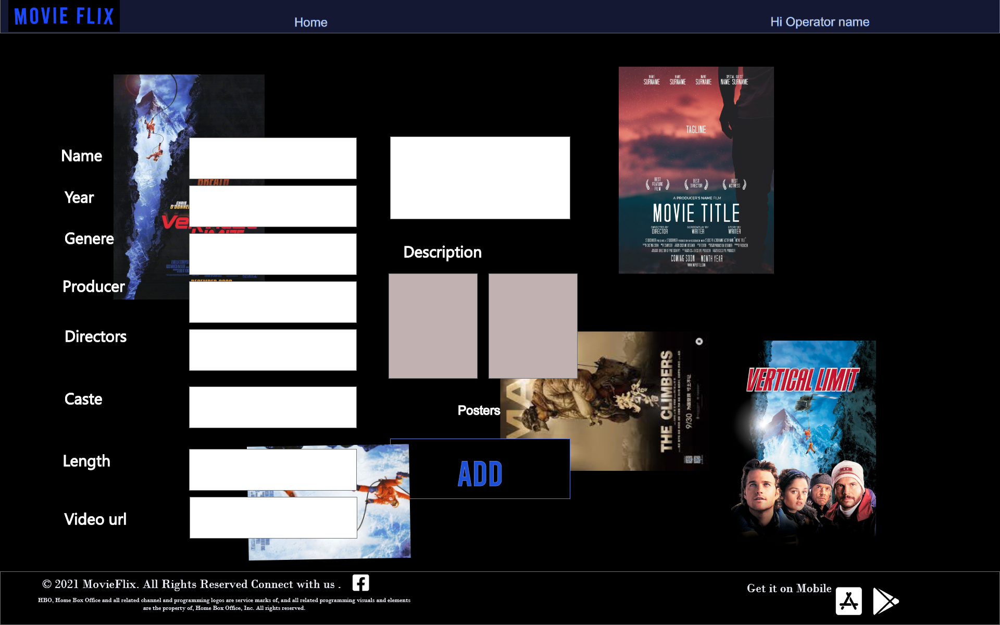 MOVIE FLIX
Home
Hi Operator name
NAME SURNAME
NAME SURNAME
NAME SURNAME
SPECIAL GUEST NAME SURNAME
TAGLINE
Name
BREATH
BEST FEATURE FILM
BEST DIRECTOR
BEST ACTRESS
A PRODUCER'S NAME FILM
Year
CHRIS
MOVIE TITLE
DIRECTED BY DIRECTOR
SCREENPLAY BY WRITER
STORY BY WRITER
Genere
Description
COMING SOON MONTH YEAR
WWW.MOVIETITLE.COM
Producer
Directors
Caste
THE CLIMBERS
9/30
VERTICAL LIMIT
Posters
Length
ADD
Video url
© 2021 MovieFlix. All Rights Reserved Connect with us .
HBO, Home Box Office and all related channel and programming logos are service marks of, and all related programming visuals and elements
are the property of, Home Box Office, Inc. All rights reserved.
Get it on Mobile